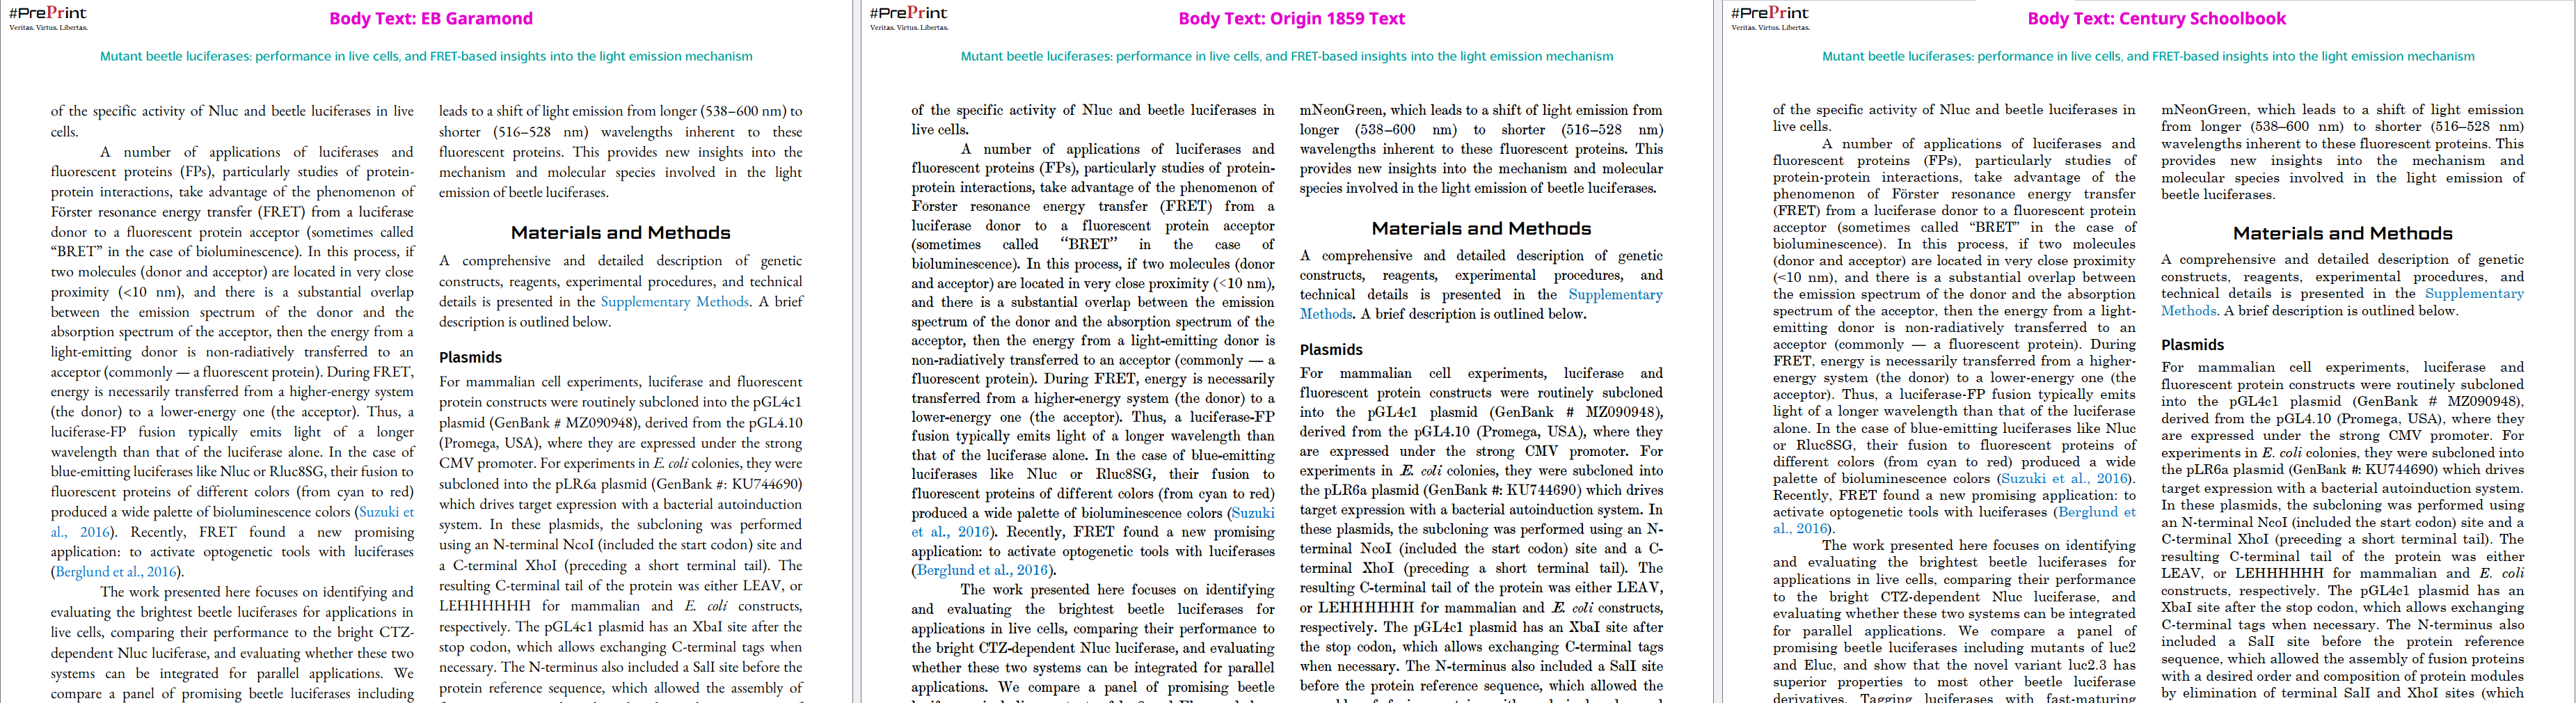 #PrePrint
Veritas. Virtus. Libertas.
Body Text: EB Garamond
Mutant beetle luciferases: performance in live cells, and FRET-based insights into the light emission mechanism
of the specific activity of Nluc and beetle luciferases in live
cells.
A number of applications of luciferases and
fluorescent proteins (FPs), particularly studies of protein-
protein interactions, take advantage of the phenomenon of
Förster resonance energy transfer (FRET) from a luciferase
donor to a fluorescent protein acceptor (sometimes called
“BRET” in the case of bioluminescence). In this process, if
two molecules (donor and acceptor) are located in very close
proximity (<10 nm), and there is a substantial overlap
between the emission spectrum of the donor and the
absorption spectrum of the acceptor, then the energy from a
light-emitting donor is non-radiatively transferred to an
acceptor (commonly — a fluorescent protein). During FRET,
energy is necessarily transferred from a higher-energy system
(the donor) to a lower-energy one (the acceptor). Thus, a
luciferase-FP fusion typically emits light of a longer
wavelength than that of the luciferase alone. In the case of
blue-emitting luciferases like Nluc or Rluc8SG, their fusion to
fluorescent proteins of different colors (from cyan to red)
produced a wide palette of bioluminescence colors (Suzuki et
al., 2016). Recently, FRET found a new promising
application: to activate optogenetic tools with luciferases
(Berglund et al., 2016).
The work presented here focuses on identifying and
evaluating the brightest beetle luciferases for applications in
live cells, comparing their performance to the bright CTZ-
dependent Nluc luciferase, and evaluating whether these two
systems can be integrated for parallel applications. We
compare a panel of promising beetle luciferases including
leads to a shift of light emission from longer (538–600 nm) to
shorter (516–528 nm) wavelengths inherent to these
fluorescent proteins. This provides new insights into the
mechanism and molecular species involved in the light
emission of beetle luciferases.
Materials and Methods
A comprehensive and detailed description of genetic
constructs, reagents, experimental procedures, and technical
details is presented in the Supplementary Methods. A brief
description is outlined below.
Plasmids
For mammalian cell experiments, luciferase and fluorescent
protein constructs were routinely subcloned into the pGL4c1
plasmid (GenBank # MZ090948), derived from the pGL4.10
(Promega, USA), where they are expressed under the strong
CMV promoter. For experiments in E. coli colonies, they were
subcloned into the pLR6a plasmid (GenBank #: KU744690)
which drives target expression with a bacterial autoinduction
system. In these plasmids, the subcloning was performed
using an N-terminal NcoI (included the start codon) site and
a C-terminal XhoI (preceding a short terminal tail). The
resulting C-terminal tail of the protein was either LEAV, or
LEHHHHHH for mammalian and E. coli constructs,
respectively. The pGL4c1 plasmid has an XbaI site after the
stop codon, which allows exchanging C-terminal tags when
necessary. The N-terminus also included a SalI site before the
protein reference sequence, which allowed the assembly of
#PrePrint
Veritas. Virtus. Libertas.
Body Text: Origin 1859 Text
Mutant beetle luciferases: performance in live cells, and FRET-based insights into the light emission mechanism
of the specific activity of Nluc and beetle luciferases in
live cells.
A number of applications of luciferases and
fluorescent proteins (FPs), particularly studies of protein-
protein interactions, take advantage of the phenomenon of
Förster resonance energy transfer (FRET) from a
luciferase donor to a fluorescent protein acceptor
(sometimes called “BRET” in the case of
bioluminescence). In this process, if two molecules (donor
and acceptor) are located in very close proximity (<10 nm),
and there is a substantial overlap between the emission
spectrum of the donor and the absorption spectrum of the
acceptor, then the energy from a light-emitting donor is
non-radiatively transferred to an acceptor (commonly — a
fluorescent protein). During FRET, energy is necessarily
transferred from a higher-energy system (the donor) to a
lower-energy one (the acceptor). Thus, a luciferase-FP
fusion typically emits light of a longer wavelength than
that of the luciferase alone. In the case of blue-emitting
luciferases like Nluc or Rluc8SG, their fusion to
fluorescent proteins of different colors (from cyan to red)
produced a wide palette of bioluminescence colors (Suzuki
et al., 2016). Recently, FRET found a new promising
application: to activate optogenetic tools with luciferases
(Berglund et al., 2016).
The work presented here focuses on identifying
and evaluating the brightest beetle luciferases for
applications in live cells, comparing their performance to
the bright CTZ-dependent Nluc luciferase, and evaluating
whether these two systems can be integrated for parallel
applications. We compare a panel of promising beetle
mNeonGreen, which leads to a shift of light emission from
longer (538–600 nm) to shorter (516–528 nm)
wavelengths inherent to these fluorescent proteins. This
provides new insights into the mechanism and molecular
species involved in the light emission of beetle luciferases.
Materials and Methods
A comprehensive and detailed description of genetic
constructs, reagents, experimental procedures, and
technical details is presented in the Supplementary
Methods. A brief description is outlined below.
Plasmids
For mammalian cell experiments, luciferase and
fluorescent protein constructs were routinely subcloned
into the pGL4c1 plasmid (GenBank # MZ090948),
derived from the pGL4.10 (Promega, USA), where they
are expressed under the strong CMV promoter. For
experiments in E. coli colonies, they were subcloned into
the pLR6a plasmid (GenBank #: KU744690) which drives
target expression with a bacterial autoinduction system. In
these plasmids, the subcloning was performed using an N-
terminal NcoI (included the start codon) site and a C-
terminal XhoI (preceding a short terminal tail). The
resulting C-terminal tail of the protein was either LEAV,
or LEHHHHHH for mammalian and E. coli constructs,
respectively. The pGL4c1 plasmid has an XbaI site after
the stop codon, which allows exchanging C-terminal tags
when necessary. The N-terminus also included a SalI site
before the protein reference sequence, which allowed the
#PrePrint
Veritas. Virtus. Libertas.
Body Text: Century Schoolbook
Mutant beetle luciferases: performance in live cells, and FRET-based insights into the light emission mechanism
of the specific activity of Nluc and beetle luciferases in
live cells.
A number of applications of luciferases and
fluorescent proteins (FPs), particularly studies of
protein-protein interactions, take advantage of the
phenomenon of Förster resonance energy transfer
(FRET) from a luciferase donor to a fluorescent protein
acceptor (sometimes called “BRET” in the case of
bioluminescence). In this process, if two molecules
(donor and acceptor) are located in very close proximity
(<10 nm), and there is a substantial overlap between
the emission spectrum of the donor and the absorption
spectrum of the acceptor, then the energy from a light-
emitting donor is non-radiatively transferred to an
acceptor (commonly — a fluorescent protein). During
FRET, energy is necessarily transferred from a higher-
energy system (the donor) to a lower-energy one (the
acceptor). Thus, a luciferase-FP fusion typically emits
light of a longer wavelength than that of the luciferase
alone. In the case of blue-emitting luciferases like Nluc
or Rluc8SG, their fusion to fluorescent proteins of
different colors (from cyan to red) produced a wide
palette of bioluminescence colors (Suzuki et al., 2016).
Recently, FRET found a new promising application: to
activate optogenetic tools with luciferases (Berglund et
al., 2016).
The work presented here focuses on identifying
and evaluating the brightest beetle luciferases for
applications in live cells, comparing their performance
to the bright CTZ-dependent Nluc luciferase, and
evaluating whether these two systems can be integrated
for parallel applications. We compare a panel of
promising beetle luciferases including mutants of luc2
and Eluc, and show that the novel variant luc2.3 has
superior properties to most other beetle luciferase
derivatives. Tagging luciferases with fast-maturing
mNeonGreen, which leads to a shift of light emission
from longer (538–600 nm) to shorter (516–528 nm)
wavelengths inherent to these fluorescent proteins. This
provides new insights into the mechanism and
molecular species involved in the light emission of
beetle luciferases.
Materials and Methods
A comprehensive and detailed description of genetic
constructs, reagents, experimental procedures, and
technical details is presented in the Supplementary
Methods. A brief description is outlined below.
Plasmids
For mammalian cell experiments, luciferase and
fluorescent protein constructs were routinely subcloned
into the pGL4c1 plasmid (GenBank # MZ090948),
derived from the pGL4.10 (Promega, USA), where they
are expressed under the strong CMV promoter. For
experiments in E. coli colonies, they were subcloned into
the pLR6a plasmid (GenBank #: KU744690) which drives
target expression with a bacterial autoinduction system.
In these plasmids, the subcloning was performed using
an N-terminal NcoI (included the start codon) site and a
C-terminal XhoI (preceding a short terminal tail). The
resulting C-terminal tail of the protein was either
LEAV, or LEHHHHHH for mammalian and E. coli
constructs, respectively. The pGL4c1 plasmid has an
XbaI site after the stop codon, which allows exchanging
C-terminal tags when necessary. The N-terminus also
included a SalI site before the protein reference
sequence, which allowed the assembly of fusion proteins
with a desired order and composition of protein modules
by elimination of terminal SalI and XhoI sites (which